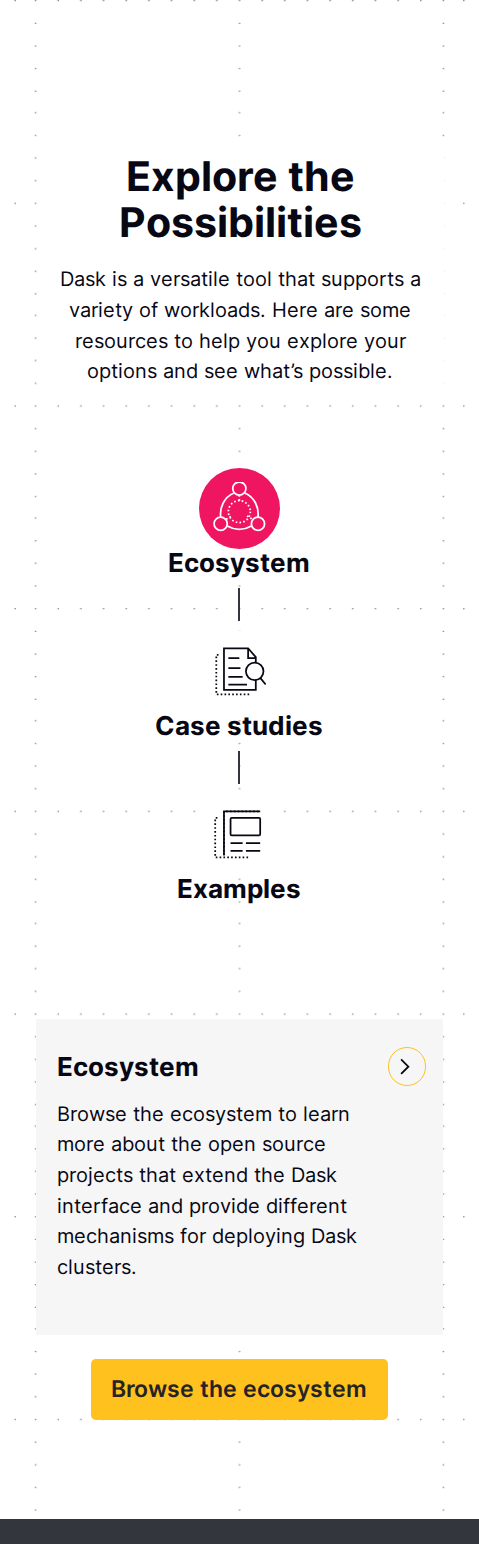 Explore the
Possibilities
Dask is a versatile tool that supports a
variety of workloads. Here are some
resources to help you explore your
options and see what’s possible.
Ecosystem
Case studies
Examples
Ecosystem
Browse the ecosystem to learn
more about the open source
projects that extend the Dask
interface and provide different
mechanisms for deploying Dask
clusters.
Browse the ecosystem